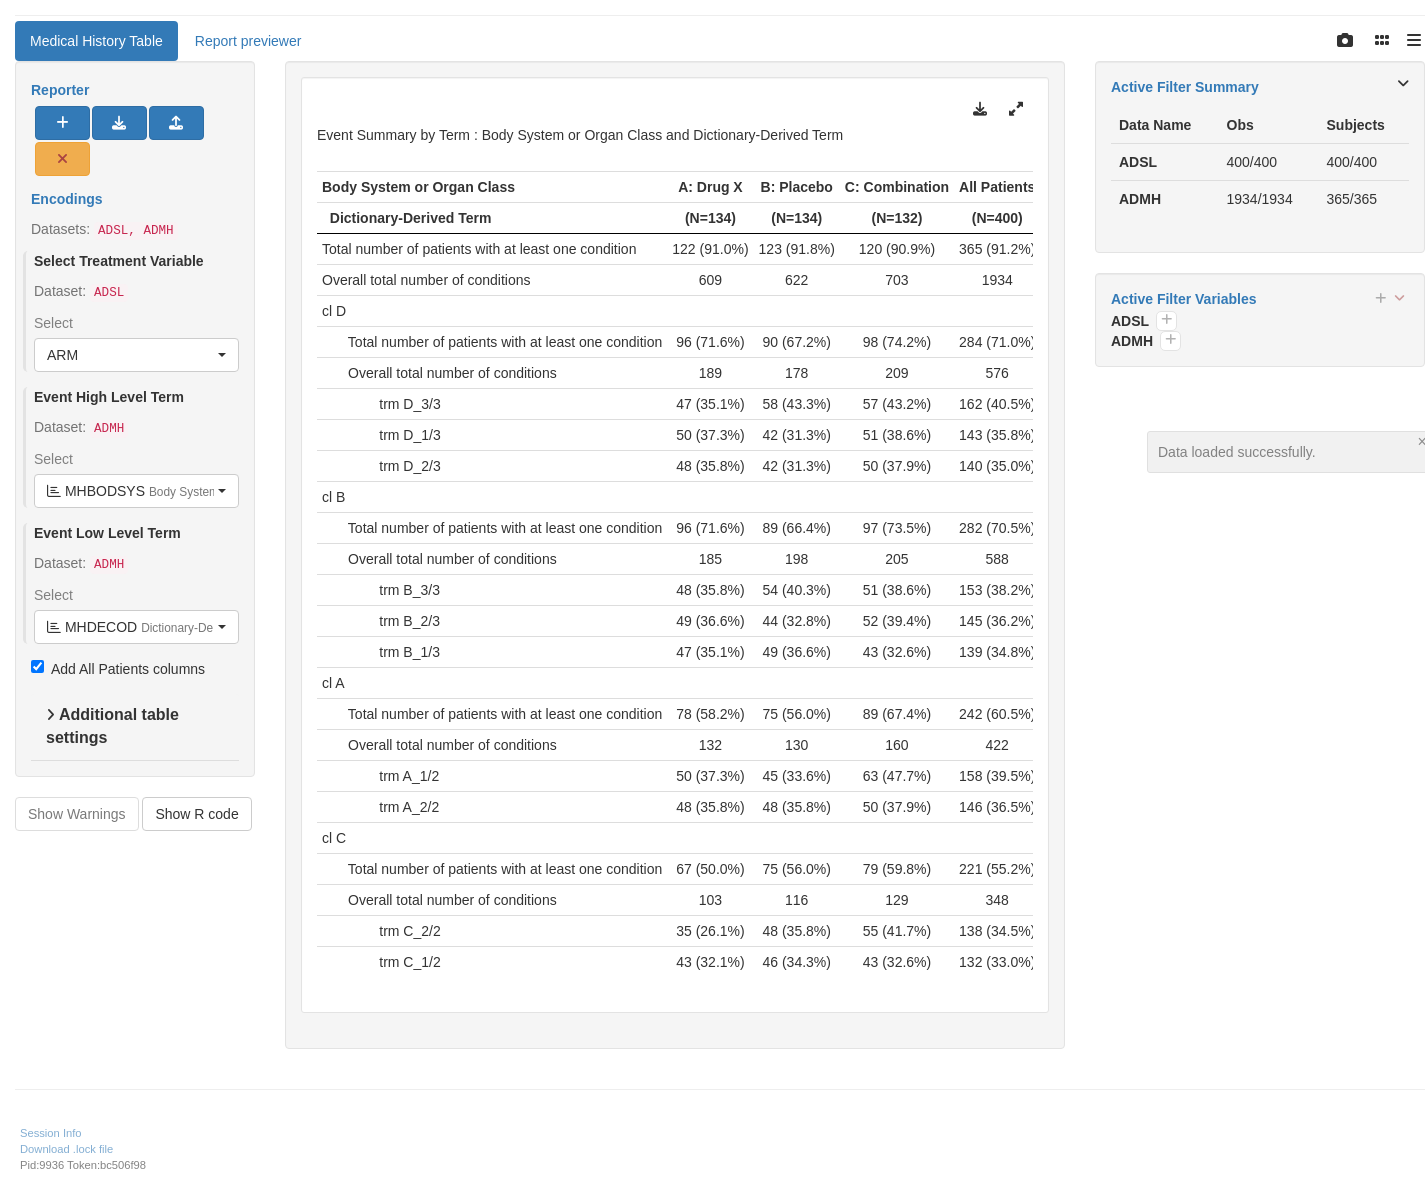 Medical History Table Report previewer
Reporter
Encodings
Datasets: ADSL, ADMH
Select Treatment Variable
Dataset: ADSL
Select
ARM
Event High Level Term
Dataset: ADMH
Select
MHBODSYS Body System
Event Low Level Term
Dataset: ADMH
Select
MHDECOD Dictionary-De
Add All Patients columns
Additional table
settings
Show Warnings Show R code
Event Summary by Term : Body System or Organ Class and Dictionary-Derived Term
Body System or Organ Class A: Drug X B: Placebo C: Combination All Patients
Dictionary-Derived Term (N=134) (N=134) (N=132) (N=400)
Total number of patients with at least one condition 122 (91.0%) 123 (91.8%) 120 (90.9%) 365 (91.2%)
Overall total number of conditions 609 622 703 1934
cl D
Total number of patients with at least one condition 96 (71.6%) 90 (67.2%) 98 (74.2%) 284 (71.0%)
Overall total number of conditions 189 178 209 576
trm D_3/3 47 (35.1%) 58 (43.3%) 57 (43.2%) 162 (40.5%)
trm D_1/3 50 (37.3%) 42 (31.3%) 51 (38.6%) 143 (35.8%)
trm D_2/3 48 (35.8%) 42 (31.3%) 50 (37.9%) 140 (35.0%)
cl B
Total number of patients with at least one condition 96 (71.6%) 89 (66.4%) 97 (73.5%) 282 (70.5%)
Overall total number of conditions 185 198 205 588
trm B_3/3 48 (35.8%) 54 (40.3%) 51 (38.6%) 153 (38.2%)
trm B_2/3 49 (36.6%) 44 (32.8%) 52 (39.4%) 145 (36.2%)
trm B_1/3 47 (35.1%) 49 (36.6%) 43 (32.6%) 139 (34.8%)
cl A
Total number of patients with at least one condition 78 (58.2%) 75 (56.0%) 89 (67.4%) 242 (60.5%)
Overall total number of conditions 132 130 160 422
trm A_1/2 50 (37.3%) 45 (33.6%) 63 (47.7%) 158 (39.5%)
trm A_2/2 48 (35.8%) 48 (35.8%) 50 (37.9%) 146 (36.5%)
cl C
Total number of patients with at least one condition 67 (50.0%) 75 (56.0%) 79 (59.8%) 221 (55.2%)
Overall total number of conditions 103 116 129 348
trm C_2/2 35 (26.1%) 48 (35.8%) 55 (41.7%) 138 (34.5%)
trm C_1/2 43 (32.1%) 46 (34.3%) 43 (32.6%) 132 (33.0%)
Active Filter Summary
Data Name Obs Subjects
ADSL 400/400 400/400
ADMH 1934/1934 365/365
Active Filter Variables
ADSL
ADMH
Data loaded successfully.
Session Info
Download .lock file
Pid:9936 Token:bc506f98